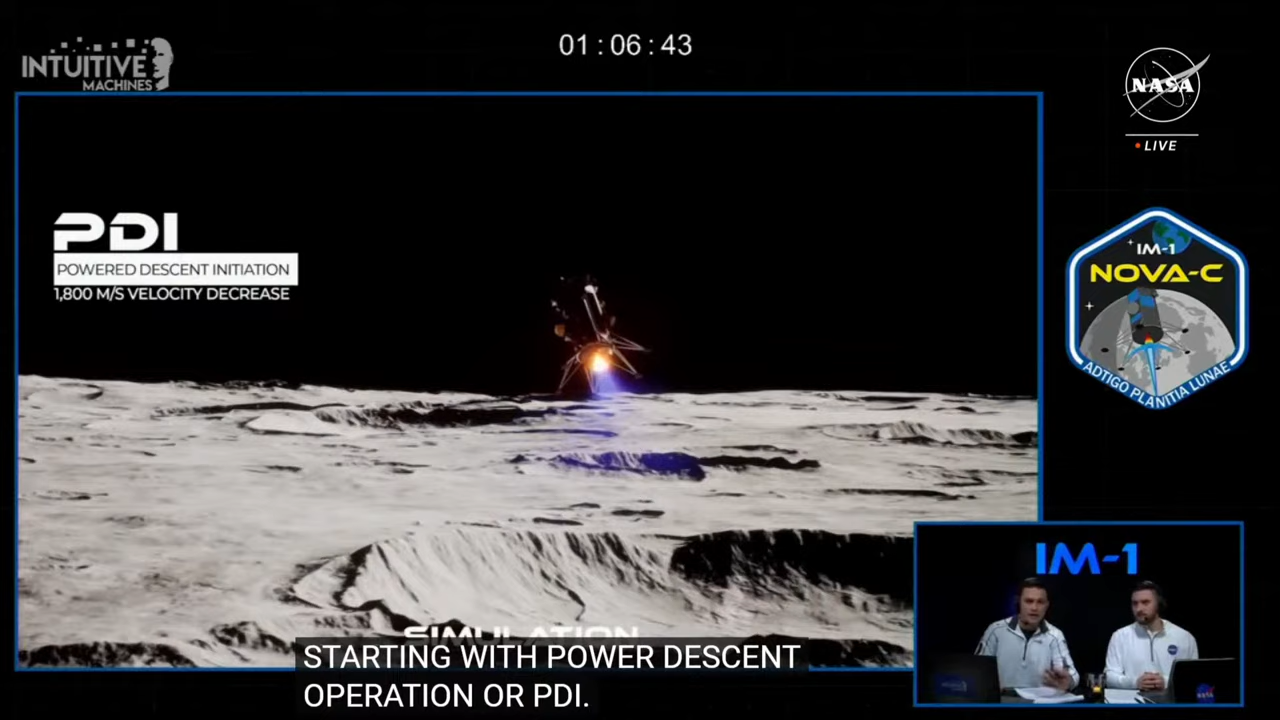 INTUITIVE
MACHINES
01:06:43
NASA
LIVE
PDI
POWERED DESCENT INITIATION
1,800 M/S VELOCITY DECREASE
IM-1
NOVA-C
ADTIGO PLANITIA LUNAE
IM-1
SIMULATION
STARTING WITH POWER DESCENT
OPERATION OR PDI.